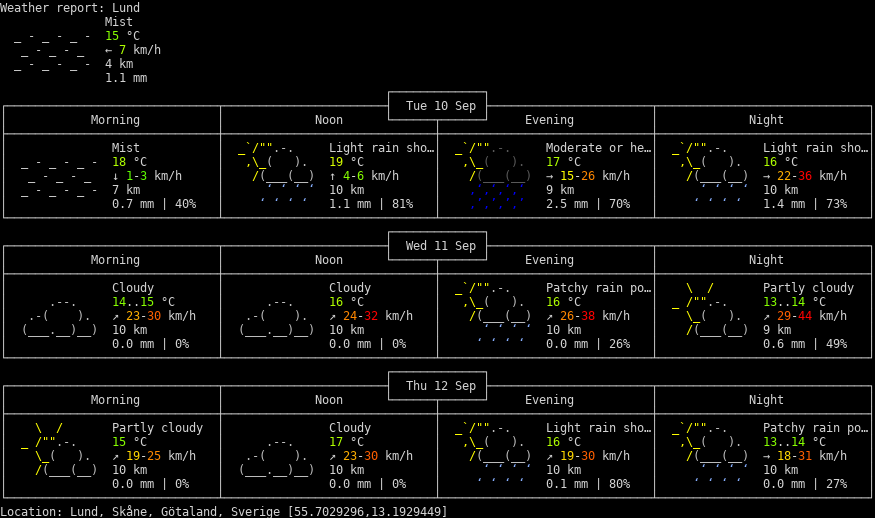 Weather report: Lund
Mist
15 °C
← 7 km/h
4 km
1.1 mm
Tue 10 Sep
Morning Noon Evening Night
Mist Light rain sho… Moderate or he… Light rain sho…
18 °C 19 °C 17 °C 16 °C
↓ 1-3 km/h ↑ 4-6 km/h → 15-26 km/h → 22-36 km/h
7 km 10 km 9 km 10 km
0.7 mm | 40% 1.1 mm | 81% 2.5 mm | 70% 1.4 mm | 73%
Wed 11 Sep
Morning Noon Evening Night
Cloudy Cloudy Patchy rain po… Partly cloudy
14..15 °C 16 °C 16 °C 13..14 °C
↗ 23-30 km/h ↗ 24-32 km/h ↗ 26-38 km/h ↗ 29-44 km/h
10 km 10 km 10 km 9 km
0.0 mm | 0% 0.0 mm | 0% 0.0 mm | 26% 0.6 mm | 49%
Thu 12 Sep
Morning Noon Evening Night
Partly cloudy Cloudy Light rain sho… Patchy rain po…
15 °C 17 °C 16 °C 13..14 °C
↗ 19-25 km/h ↗ 23-30 km/h ↗ 19-30 km/h → 18-31 km/h
10 km 10 km 10 km 10 km
0.0 mm | 0% 0.0 mm | 0% 0.1 mm | 80% 0.0 mm | 27%
Location: Lund, Skåne, Götaland, Sverige [55.7029296,13.1929449]